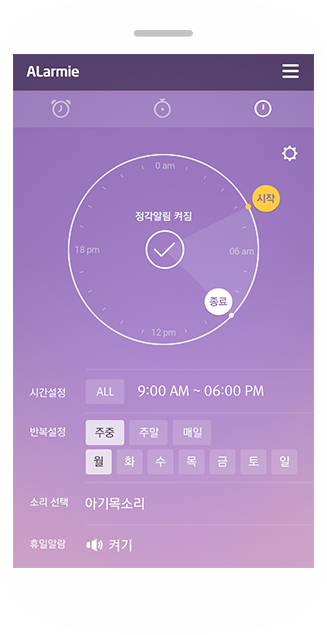 ALarmie
0 am
시작
정각알림 켜짐
18 pm
06 am
종료
12 pm
시간설정 ALL 9:00 AM ~ 06:00 PM
반복설정 주중 주말 매일
월 화 수 목 금 토 일
소리 선택 아기목소리
휴일알람 켜기